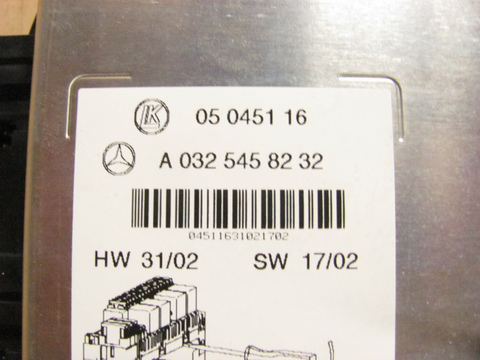 K 05 0451 16
A 032 545 82 32
04511631021702
HW 31/02 SW 17/02